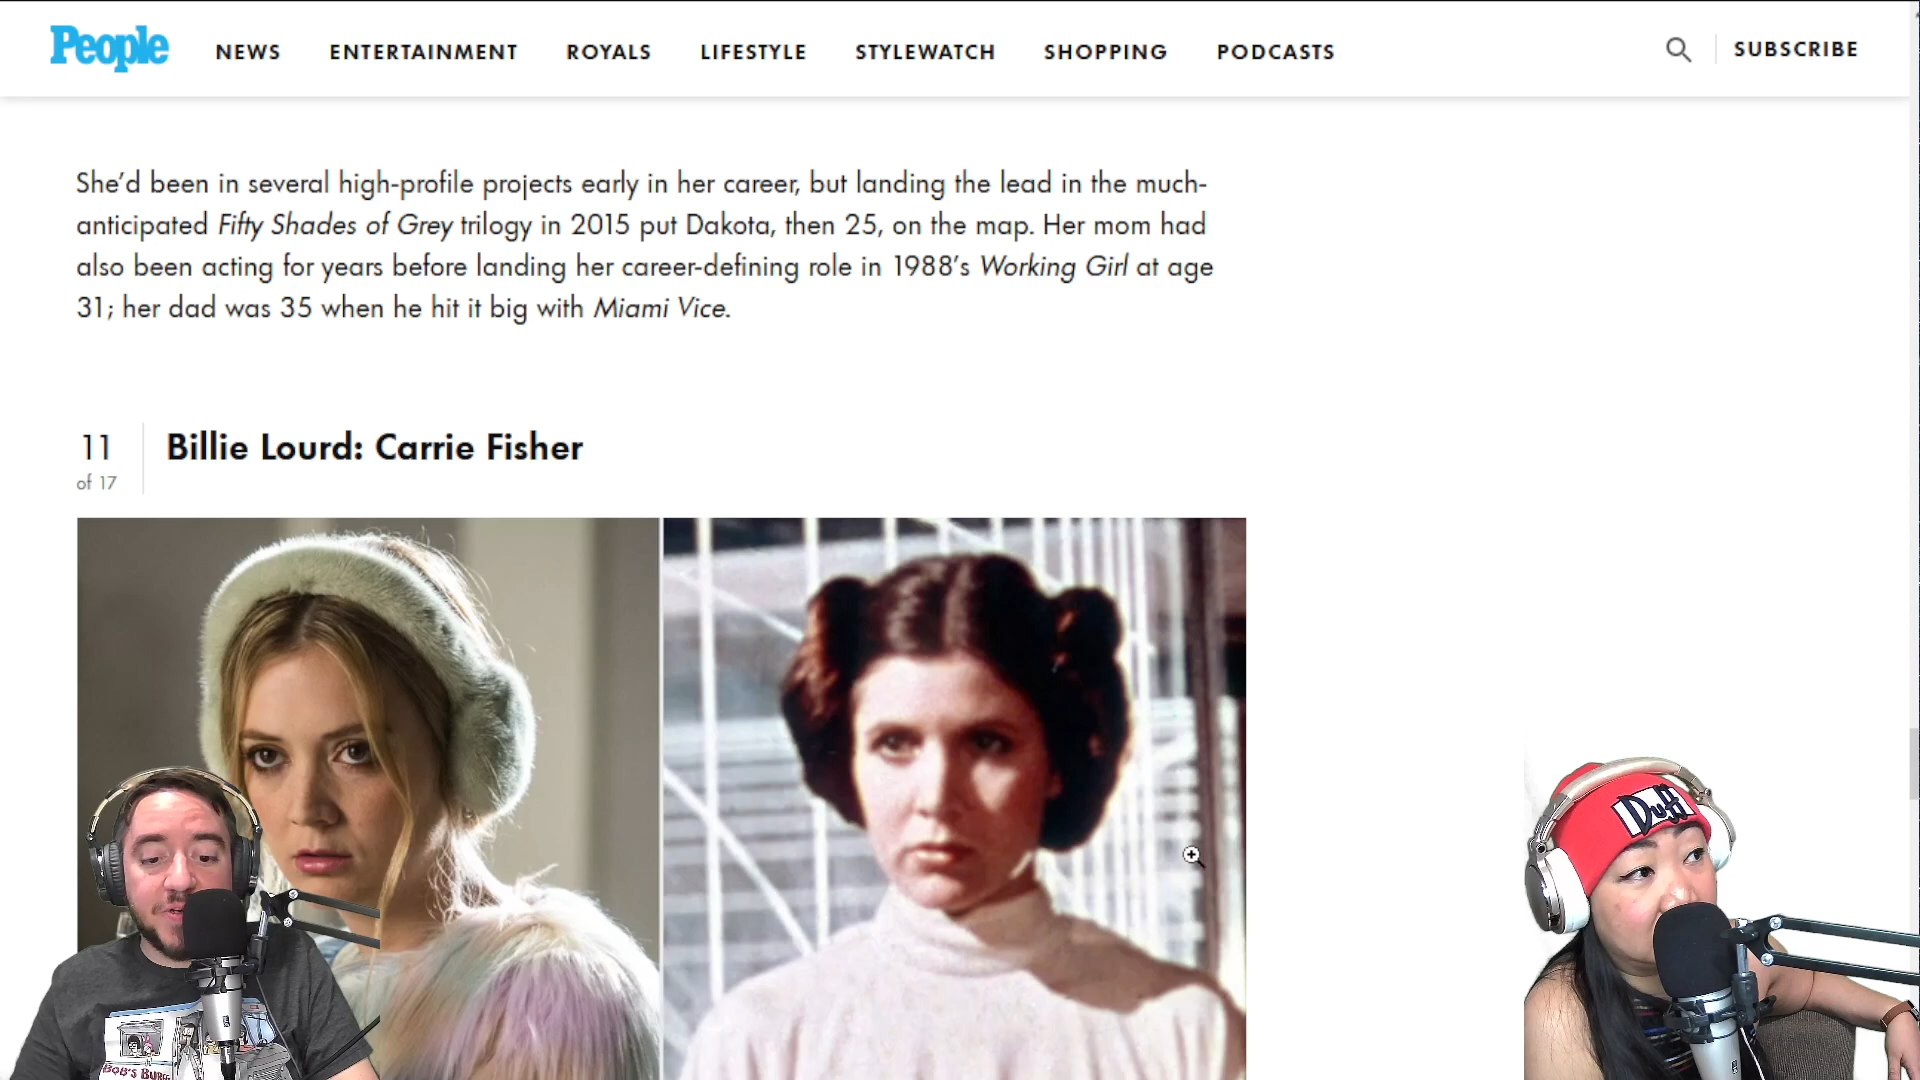 People NEWS ENTERTAINMENT ROYALS LIFESTYLE STYLEWATCH SHOPPING PODCASTS SUBSCRIBE
She’d been in several high-profile projects early in her career, but landing the lead in the much-
anticipated Fifty Shades of Grey trilogy in 2015 put Dakota, then 25, on the map. Her mom had
also been acting for years before landing her career-defining role in 1988’s Working Girl at age
31; her dad was 35 when he hit it big with Miami Vice.
11
of 17
Billie Lourd: Carrie Fisher
Duff
BOB'S